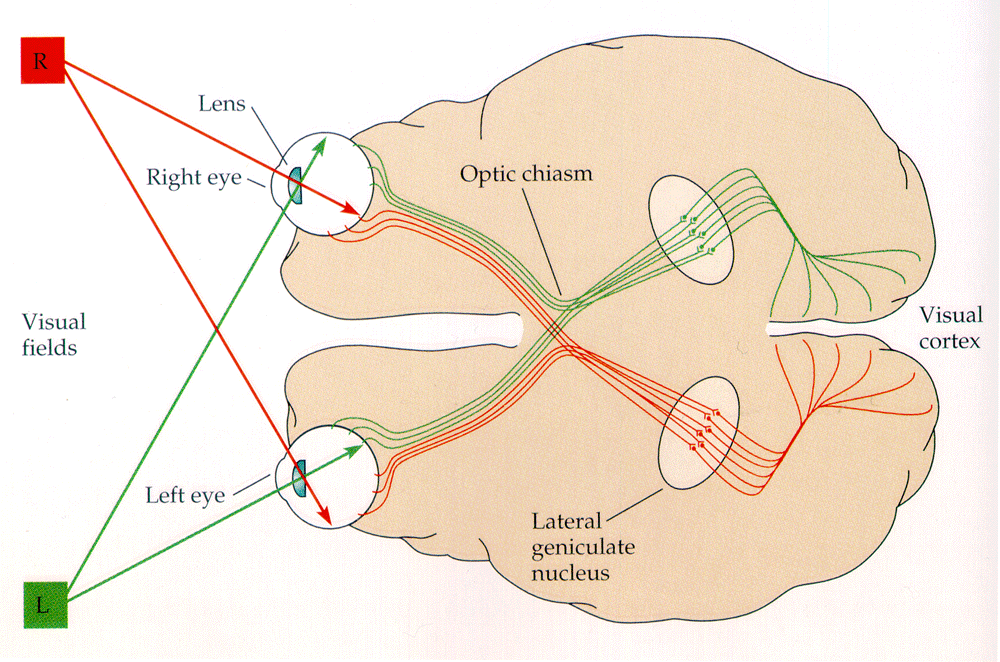 R
Lens
Right eye
Optic chiasm
Visual
fields
Visual
cortex
Left eye
Lateral
geniculate
nucleus
L